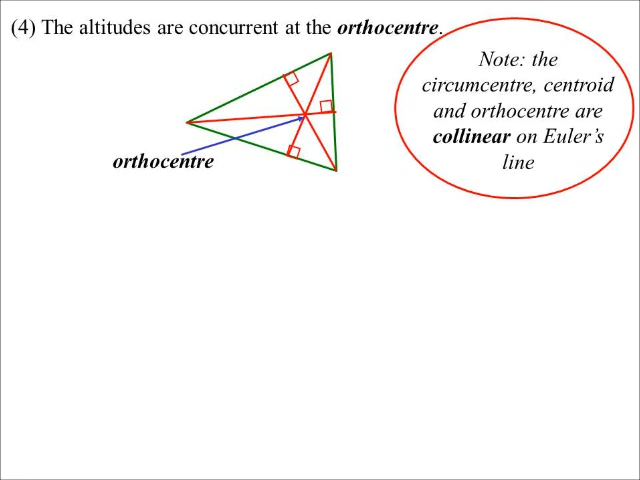 (4) The altitudes are concurrent at the orthocentre.
Note: the
circumcentre, centroid
and orthocentre are
collinear on Euler’s
line
orthocentre